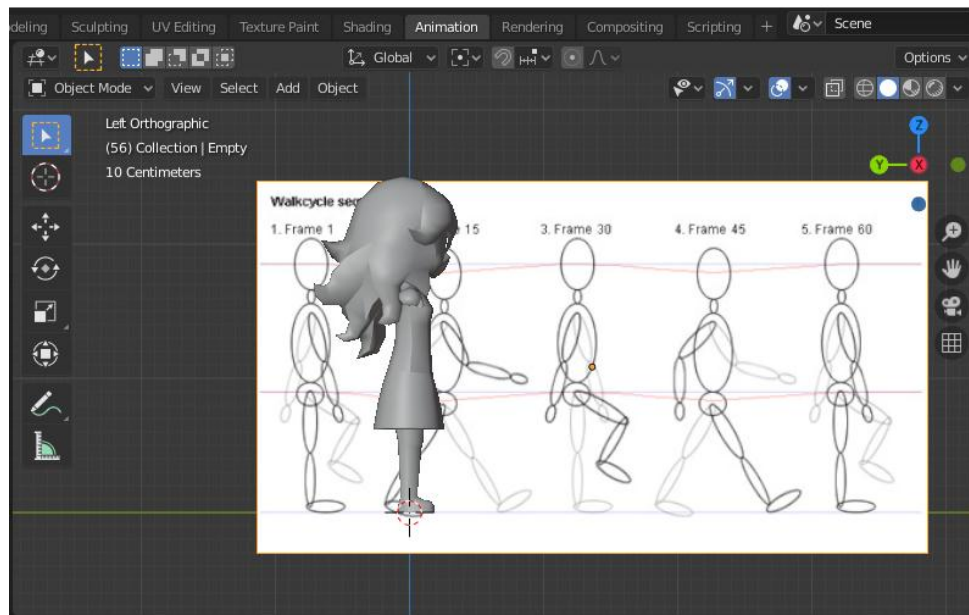 deling Sculpting UV Editing Texture Paint Shading Animation Rendering Compositing Scripting + Scene
Global Options
Object Mode View Select Add Object
Left Orthographic
(56) Collection | Empty
10 Centimeters
Z
Y X
Walkcycle seq
1. Frame 1 15 3. Frame 30 4. Frame 45 5. Frame 60